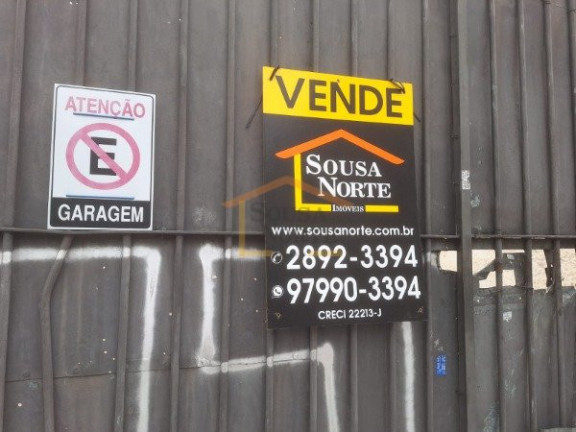 ATENÇÃO
E
GARAGEM
VENDE
SOUSA
NORTE
IMÓVEIS
www.sousanorte.com.br
2892-3394
97990-3394
CRECI 22213-J